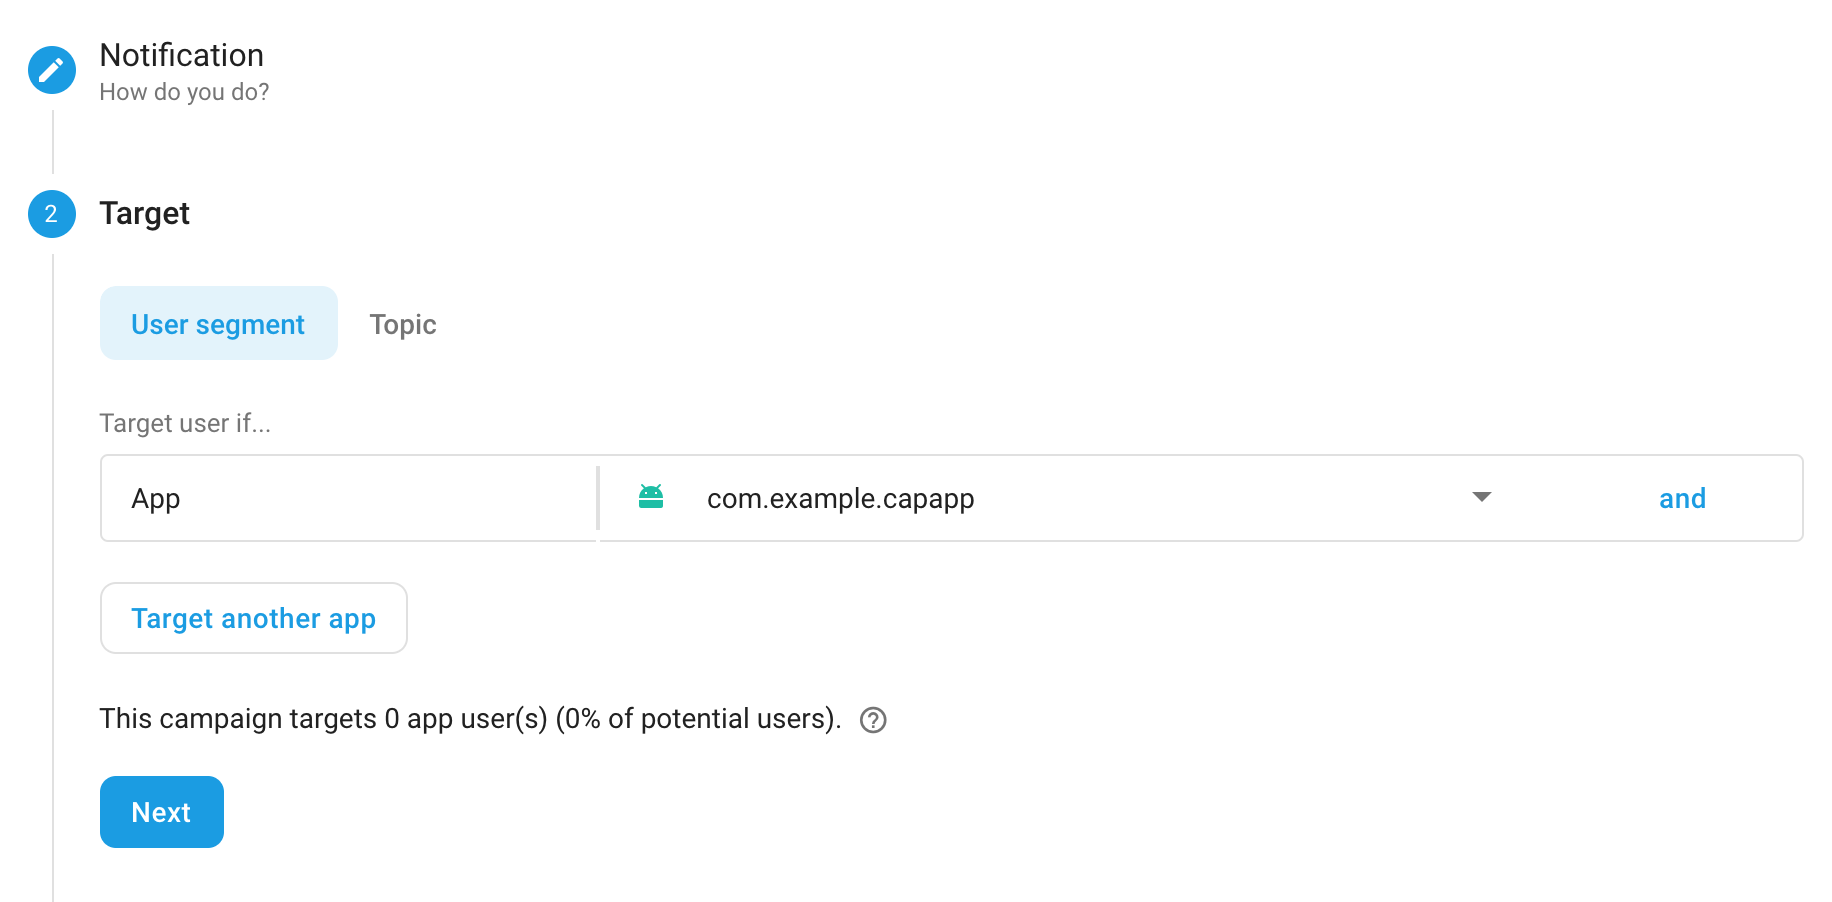 Notification
How do you do?
2
Target
User segment
Topic
Target user if...
App
com.example.capapp
and
Target another app
This campaign targets 0 app user(s) (0% of potential users).
Next